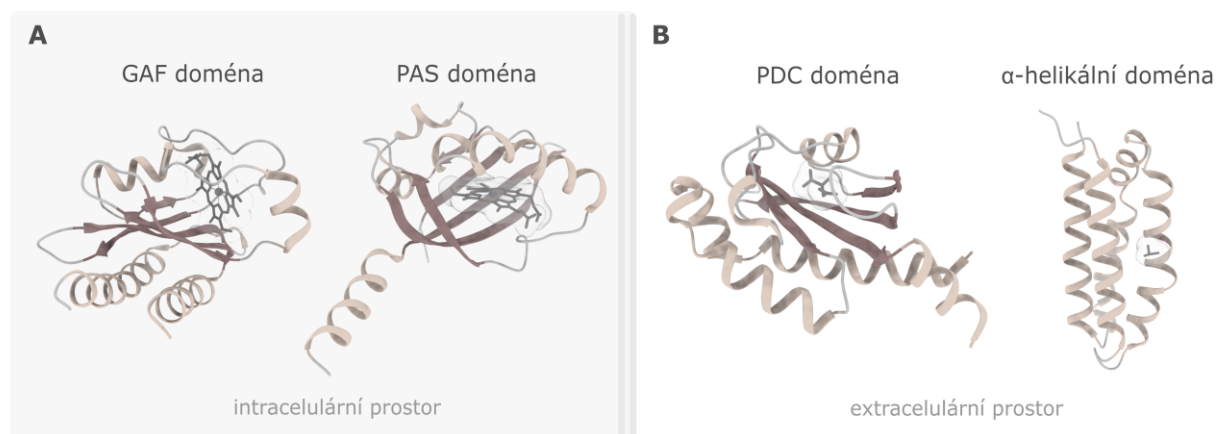 A
GAF doména
PAS doména
intracelulární prostor
B
PDC doména
α-helikální doména
extracelulární prostor